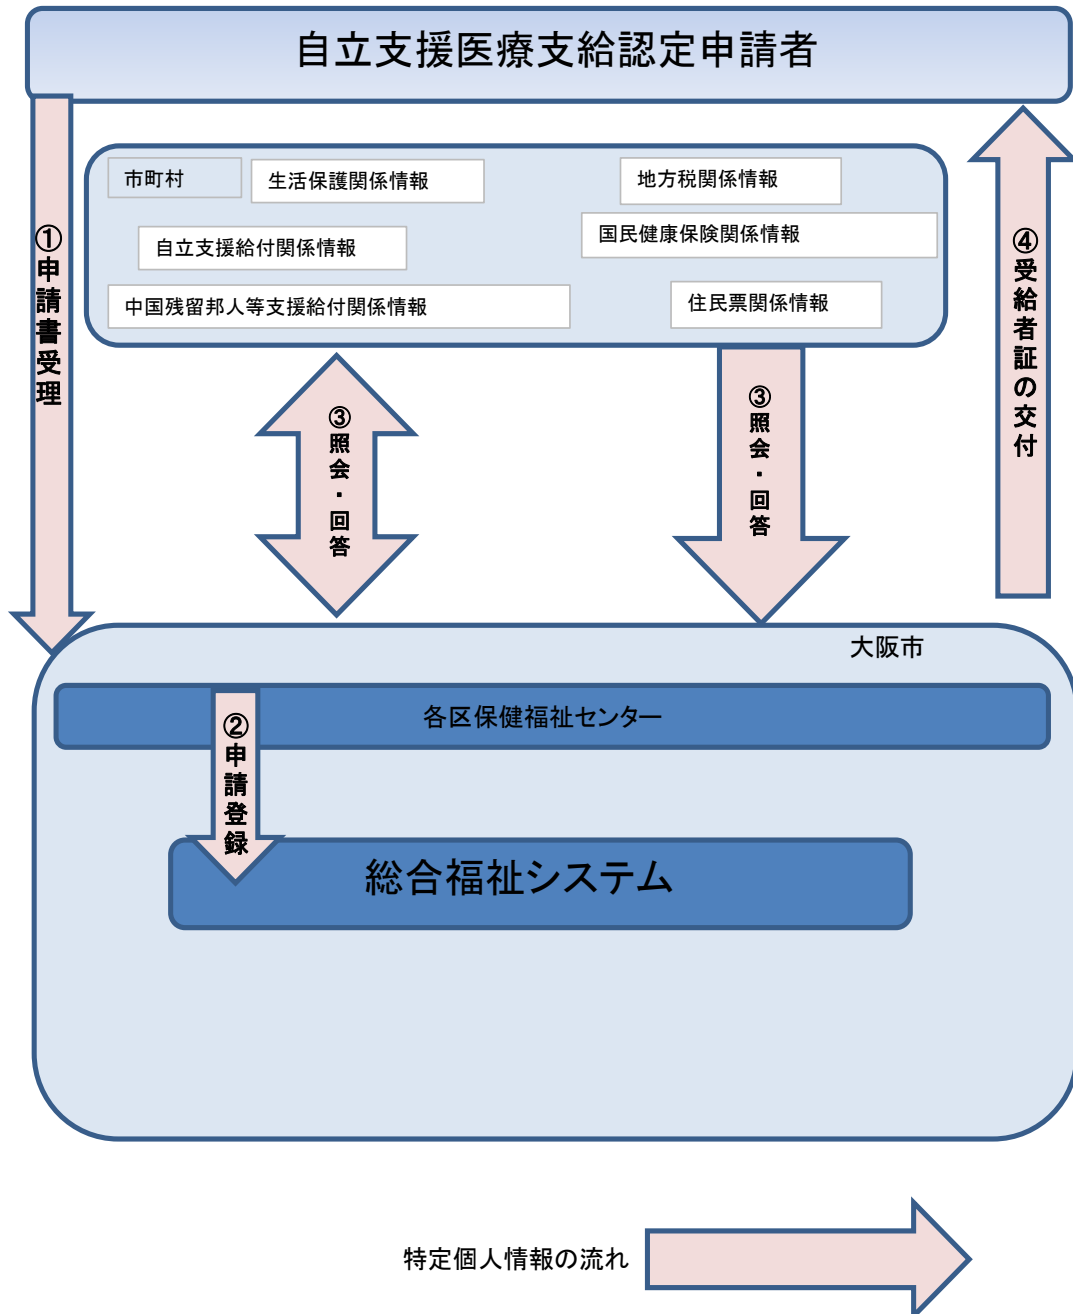 自立支援医療支給認定申請者
市町村
生活保護関係情報
地方税関係情報
自立支援給付関係情報
国民健康保険関係情報
中国残留邦人等支援給付関係情報
住民票関係情報
①申請書受理
③照会・回答
③照会・回答
④受給者証の交付
大阪市
各区保健福祉センター
②申請登録
総合福祉システム
特定個人情報の流れ